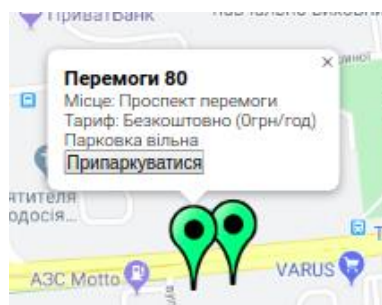 ПриватБанк
×
Перемоги 80
Місце: Проспект перемоги
Тариф: Безкоштовно (0грн/год)
Парковка вільна
Припаркуватися
АЗС Motto
VARUS